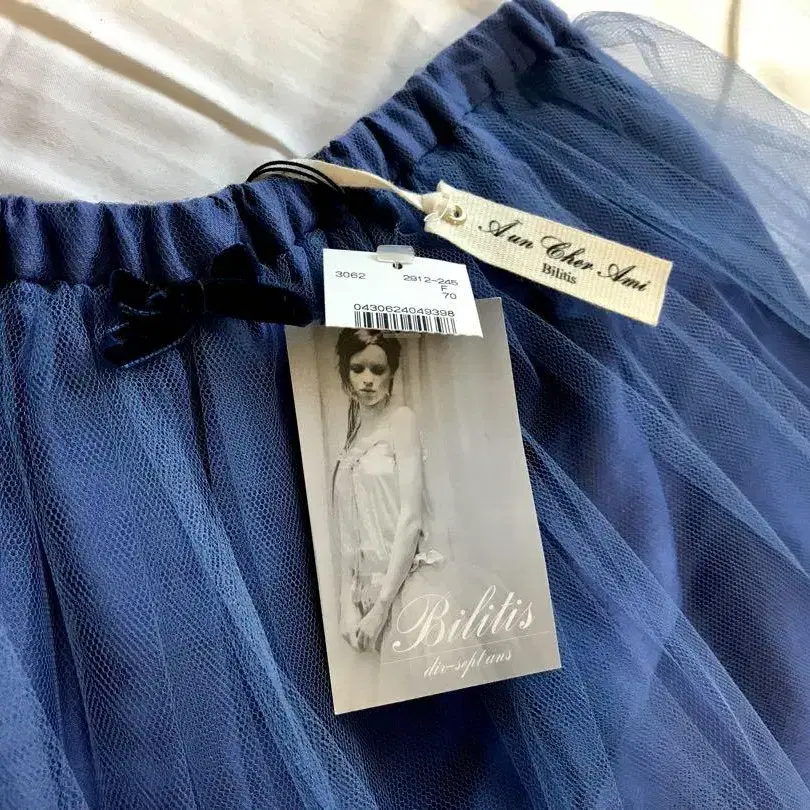 À un Cher Ami
Bilitis
3062 2912-245
F
70
0430624049398
Bilitis
dix-sept ans